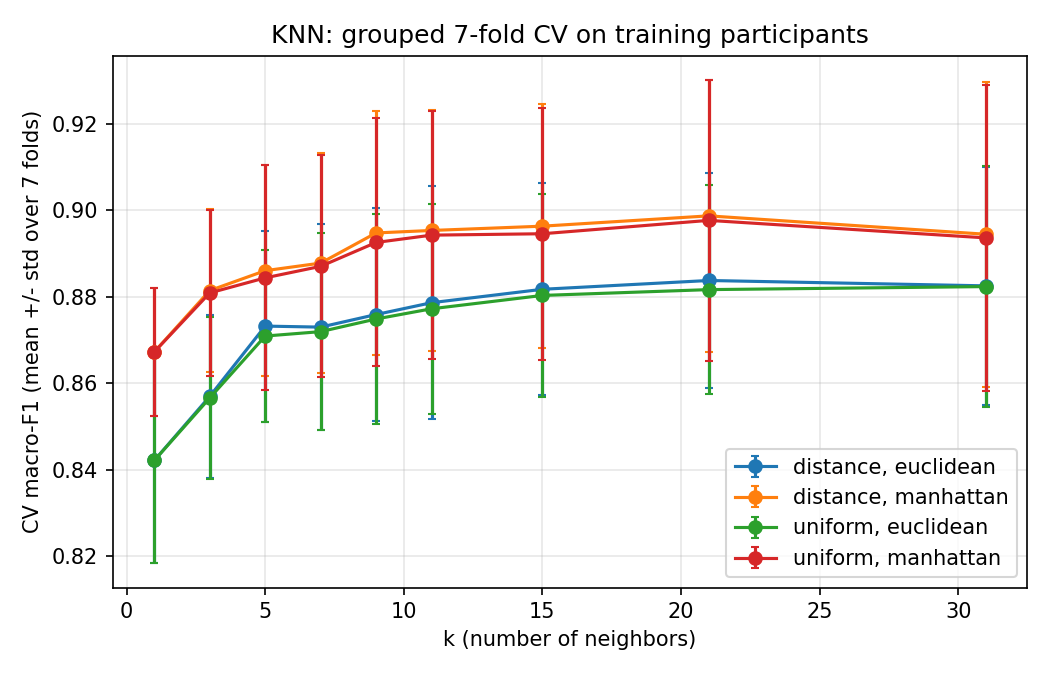 KNN: grouped 7-fold CV on training participants
CV macro-F1 (mean +/- std over 7 folds)
0.92
0.90
0.88
0.86
0.84
0.82
distance, euclidean
distance, manhattan
uniform, euclidean
uniform, manhattan
0 5 10 15 20 25 30
k (number of neighbors)